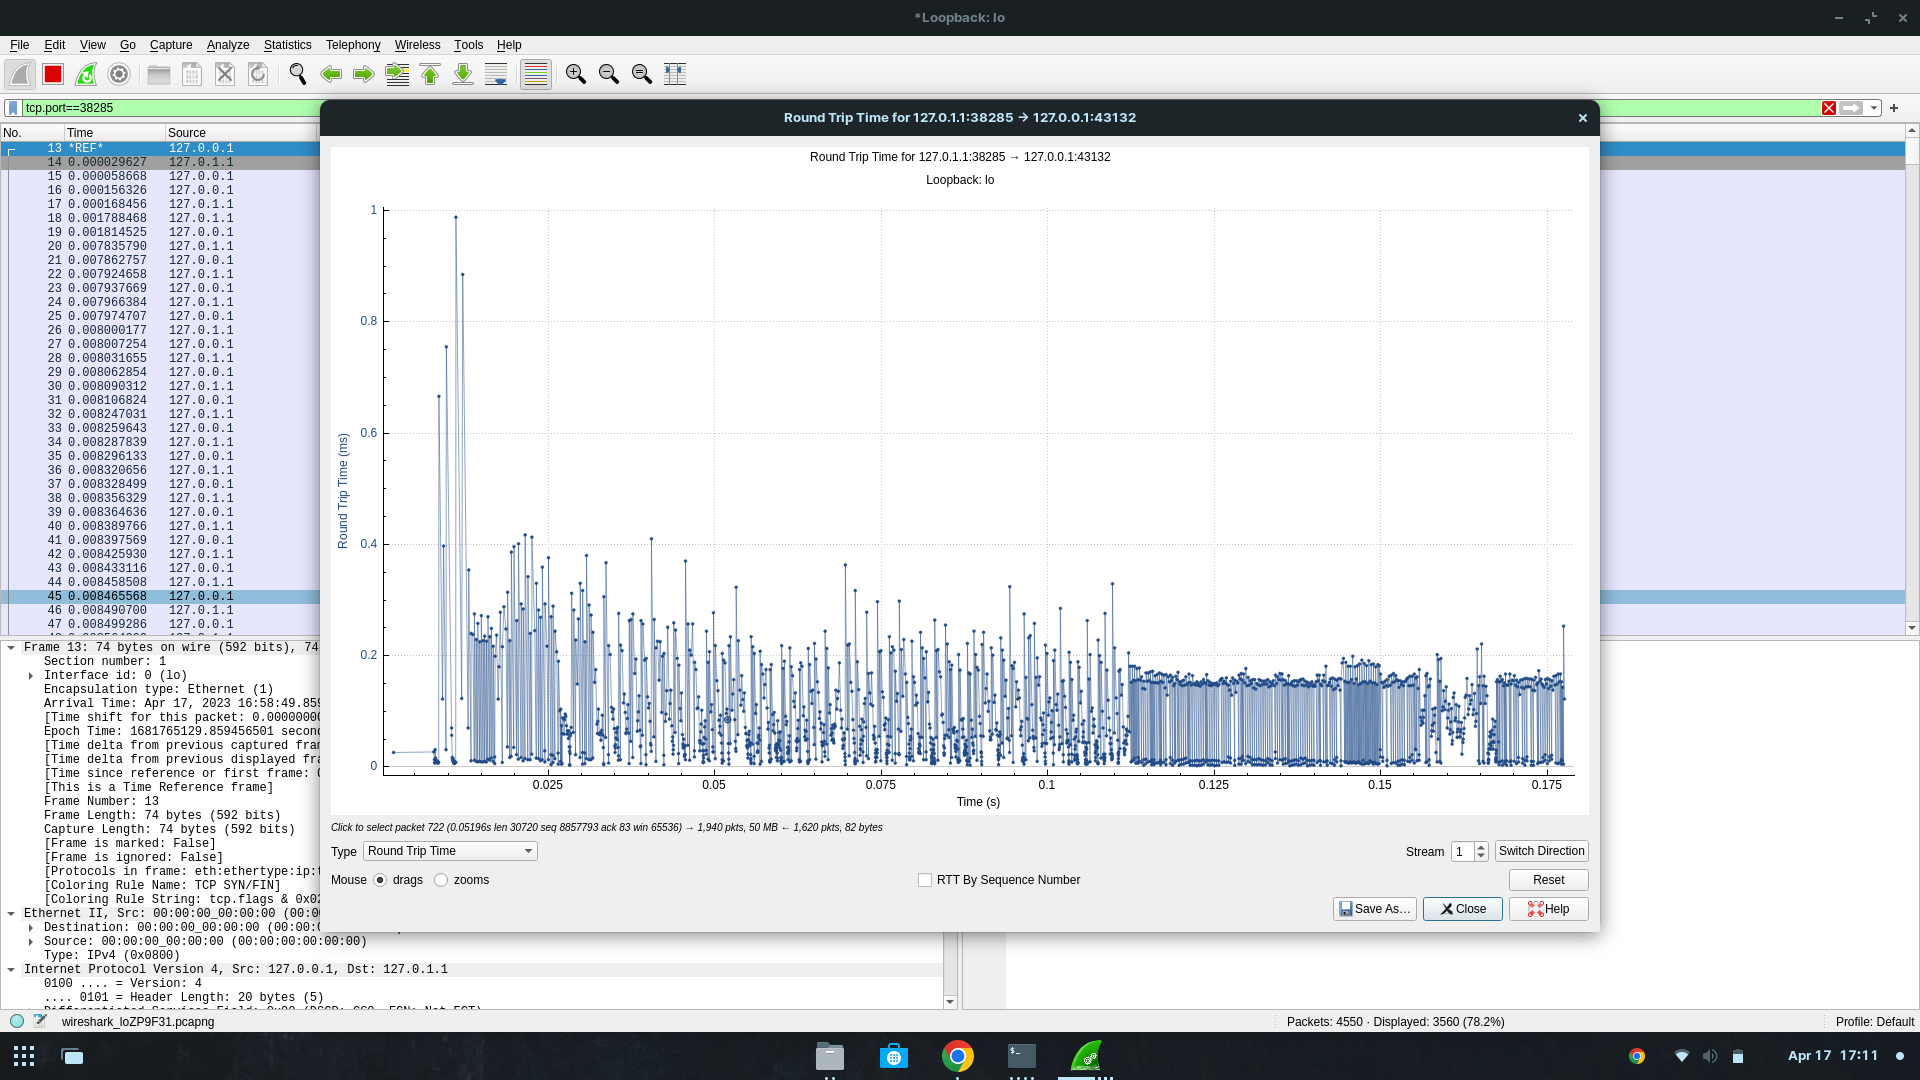 *Loopback: lo
File Edit View Go Capture Analyze Statistics Telephony Wireless Tools Help
tcp.port==38285
No. Time Source
13 *REF* 127.0.0.1
14 0.000029627 127.0.1.1
15 0.000058668 127.0.0.1
16 0.000156326 127.0.0.1
17 0.000168456 127.0.1.1
18 0.001788468 127.0.1.1
19 0.001814525 127.0.0.1
20 0.007835790 127.0.1.1
21 0.007862757 127.0.0.1
22 0.007924658 127.0.1.1
23 0.007937669 127.0.0.1
24 0.007966384 127.0.1.1
25 0.007974707 127.0.0.1
26 0.008000177 127.0.1.1
27 0.008007254 127.0.0.1
28 0.008031655 127.0.1.1
29 0.008062854 127.0.0.1
30 0.008090312 127.0.1.1
31 0.008106824 127.0.0.1
32 0.008247031 127.0.1.1
33 0.008259643 127.0.0.1
34 0.008287839 127.0.1.1
35 0.008296133 127.0.0.1
36 0.008320656 127.0.1.1
37 0.008328499 127.0.0.1
38 0.008356329 127.0.1.1
39 0.008364636 127.0.0.1
40 0.008389766 127.0.1.1
41 0.008397569 127.0.0.1
42 0.008425930 127.0.1.1
43 0.008433116 127.0.0.1
44 0.008458508 127.0.1.1
45 0.008465568 127.0.0.1
46 0.008490700 127.0.1.1
47 0.008499286 127.0.0.1
Frame 13: 74 bytes on wire (592 bits), 74
Section number: 1
Interface id: 0 (lo)
Encapsulation type: Ethernet (1)
Arrival Time: Apr 17, 2023 16:58:49.859
[Time shift for this packet: 0.00000000
Epoch Time: 1681765129.859456501 secon
[Time delta from previous captured fra
[Time delta from previous displayed fra
[Time since reference or first frame: 0
[This is a Time Reference frame]
Frame Number: 13
Frame Length: 74 bytes (592 bits)
Capture Length: 74 bytes (592 bits)
[Frame is marked: False]
[Frame is ignored: False]
[Protocols in frame: eth:ethertype:ip:t
[Coloring Rule Name: TCP SYN/FIN]
[Coloring Rule String: tcp.flags & 0x02
Ethernet II, Src: 00:00:00_00:00:00 (00:00
Destination: 00:00:00_00:00:00 (00:00:0
Source: 00:00:00_00:00:00 (00:00:00:00:00:00)
Type: IPv4 (0x0800)
Internet Protocol Version 4, Src: 127.0.0.1, Dst: 127.0.1.1
0100 .... = Version: 4
.... 0101 = Header Length: 20 bytes (5)
Round Trip Time for 127.0.1.1:38285 → 127.0.0.1:43132
Round Trip Time for 127.0.1.1:38285 → 127.0.0.1:43132
Loopback: lo
Round Trip Time (ms)
1
0.8
0.6
0.4
0.2
0
0.025 0.05 0.075 0.1 0.125 0.15 0.175
Time (s)
Click to select packet 722 (0.05196s len 30720 seq 8857793 ack 83 win 65536) → 1,940 pkts, 50 MB ← 1,620 pkts, 82 bytes
Type Round Trip Time Stream 1 Switch Direction
Mouse drags zooms RTT By Sequence Number Reset
Save As… Close Help
wireshark_loZP9F31.pcapng Packets: 4550 · Displayed: 3560 (78.2%) Profile: Default
Apr 17 17:11